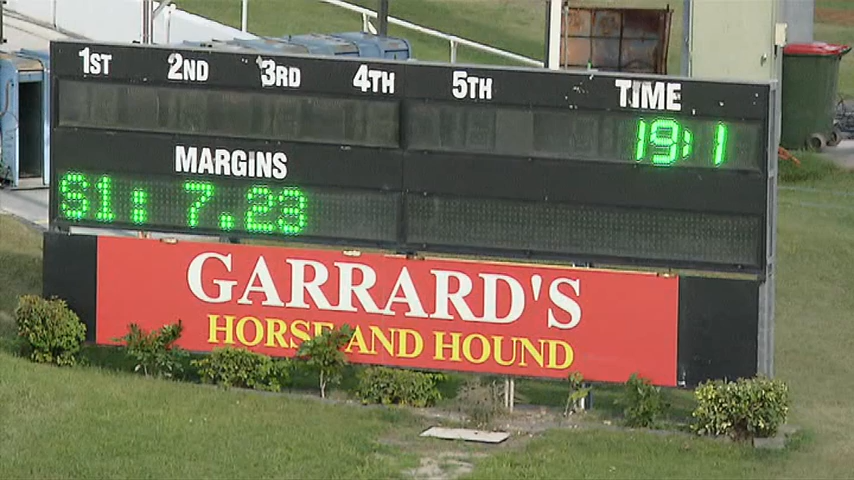 1ST 2ND 3RD 4TH 5TH TIME
19:1
MARGINS
S1: 7.23
GARRARD'S
HORSE AND HOUND